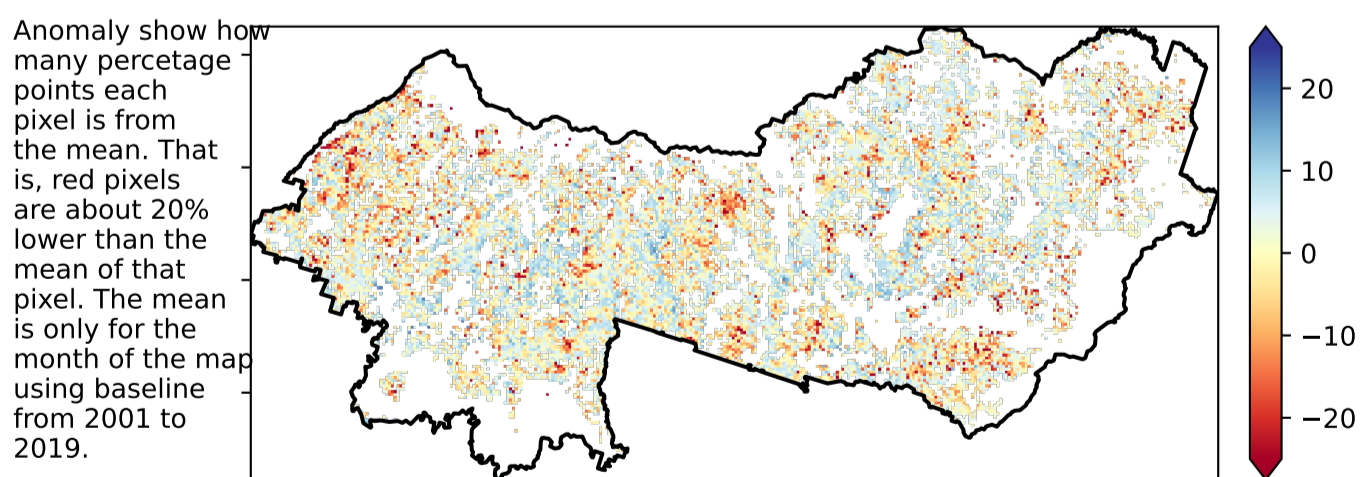 Anomaly show how
many percetage
points each
pixel is from
the mean. That
is, red pixels
are about 20%
lower than the
mean of that
pixel. The mean
is only for the
month of the map
using baseline
from 2001 to
2019.
20
10
0
−10
−20